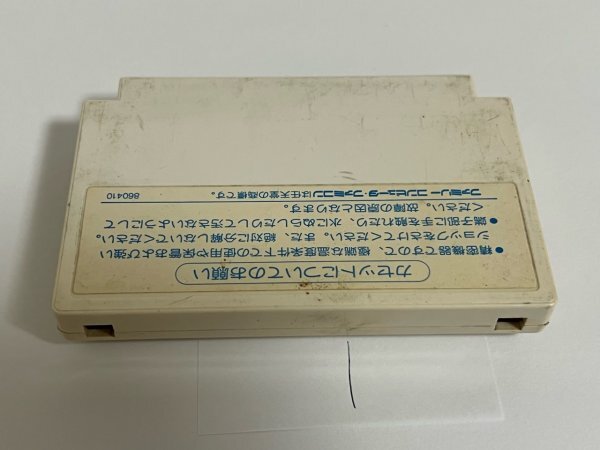 カセットについてのお願い
●精密機器ですので、極端な温度条件下での使用や保管および強い
ショックをさけてください。また、絶対に分解しないでください。
●端子部に手を触れたり、水にぬらしたりして汚さないようにして
ください。故障の原因となります。
ファミリーコンピュータ・ファミコンは任天堂の商標です。
860410